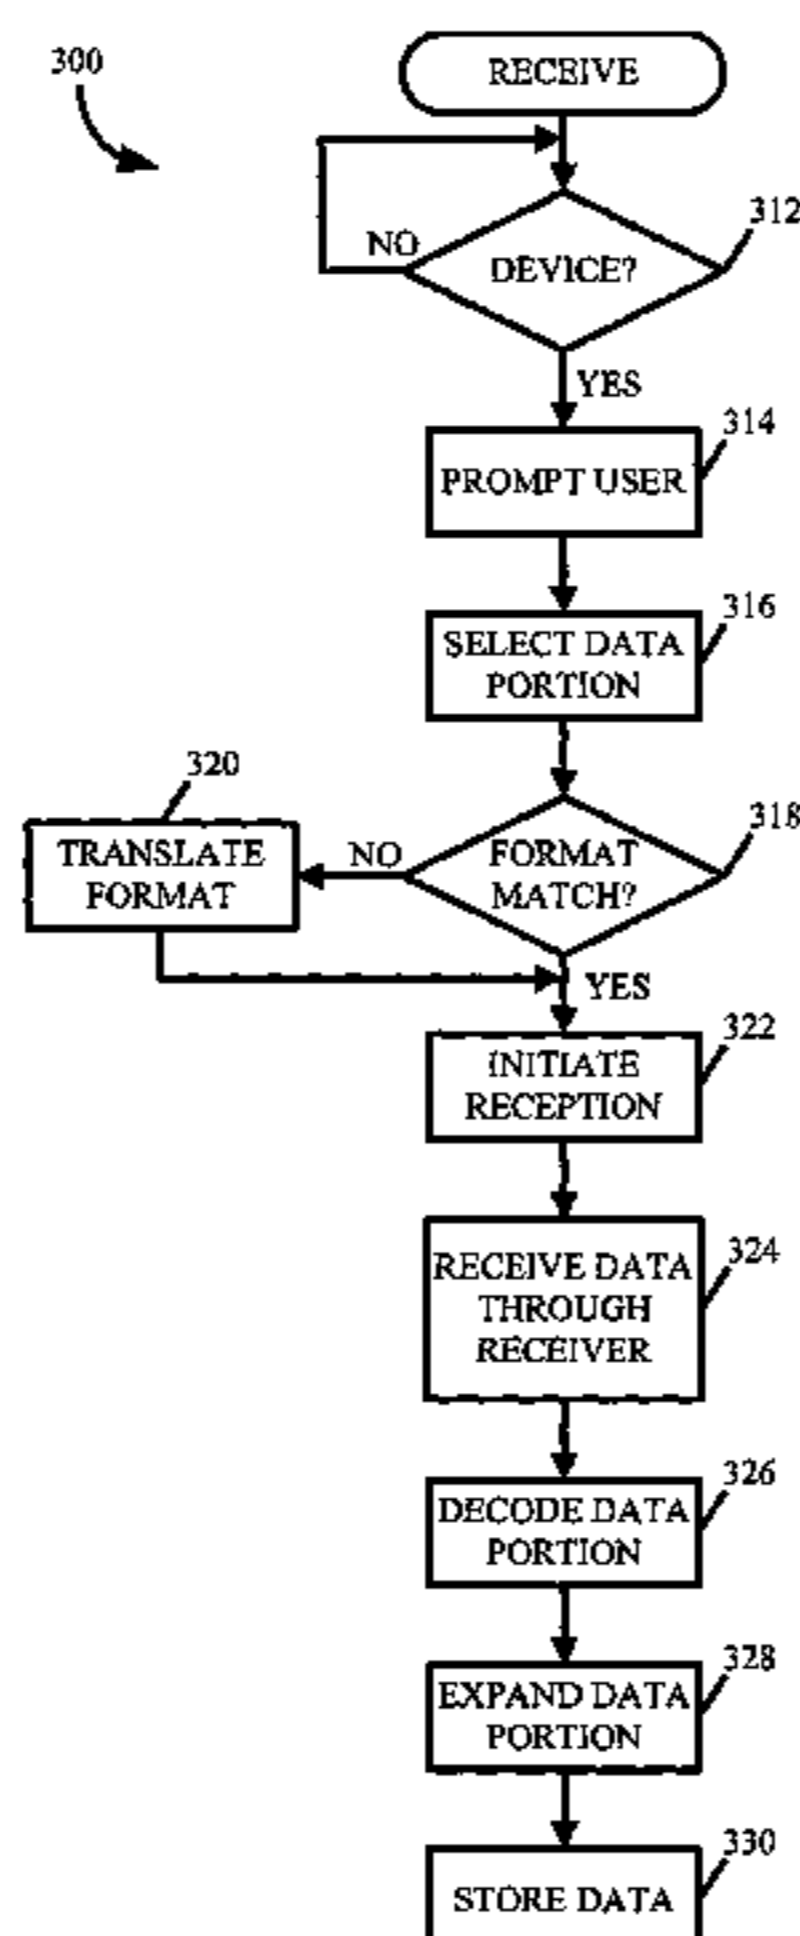 300
RECEIVE
312
NO
DEVICE?
YES
314
PROMPT USER
316
SELECT DATA
PORTION
320
318
TRANSLATE
FORMAT
NO
FORMAT
MATCH?
YES
322
INITIATE
RECEPTION
324
RECEIVE DATA
THROUGH
RECEIVER
326
DECODE DATA
PORTION
328
EXPAND DATA
PORTION
330
STORE DATA